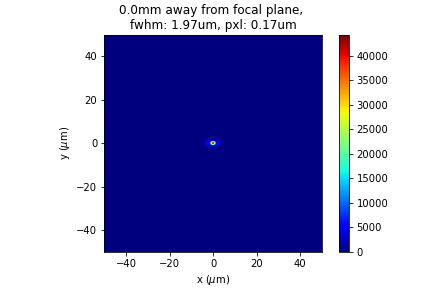 0.0mm away from focal plane,
fwhm: 1.97um, pxl: 0.17um
40
20
0
−20
−40
y (μm)
−40 −20 0 20 40
x (μm)
40000
35000
30000
25000
20000
15000
10000
5000
0